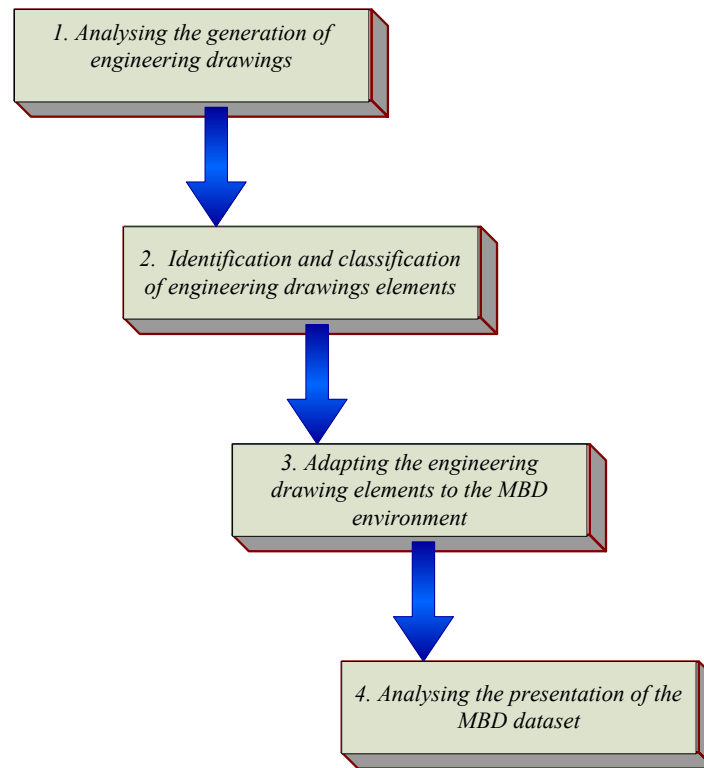 1. Analysing the generation of
engineering drawings
2. Identification and classification
of engineering drawings elements
3. Adapting the engineering
drawing elements to the MBD
environment
4. Analysing the presentation of the
MBD dataset